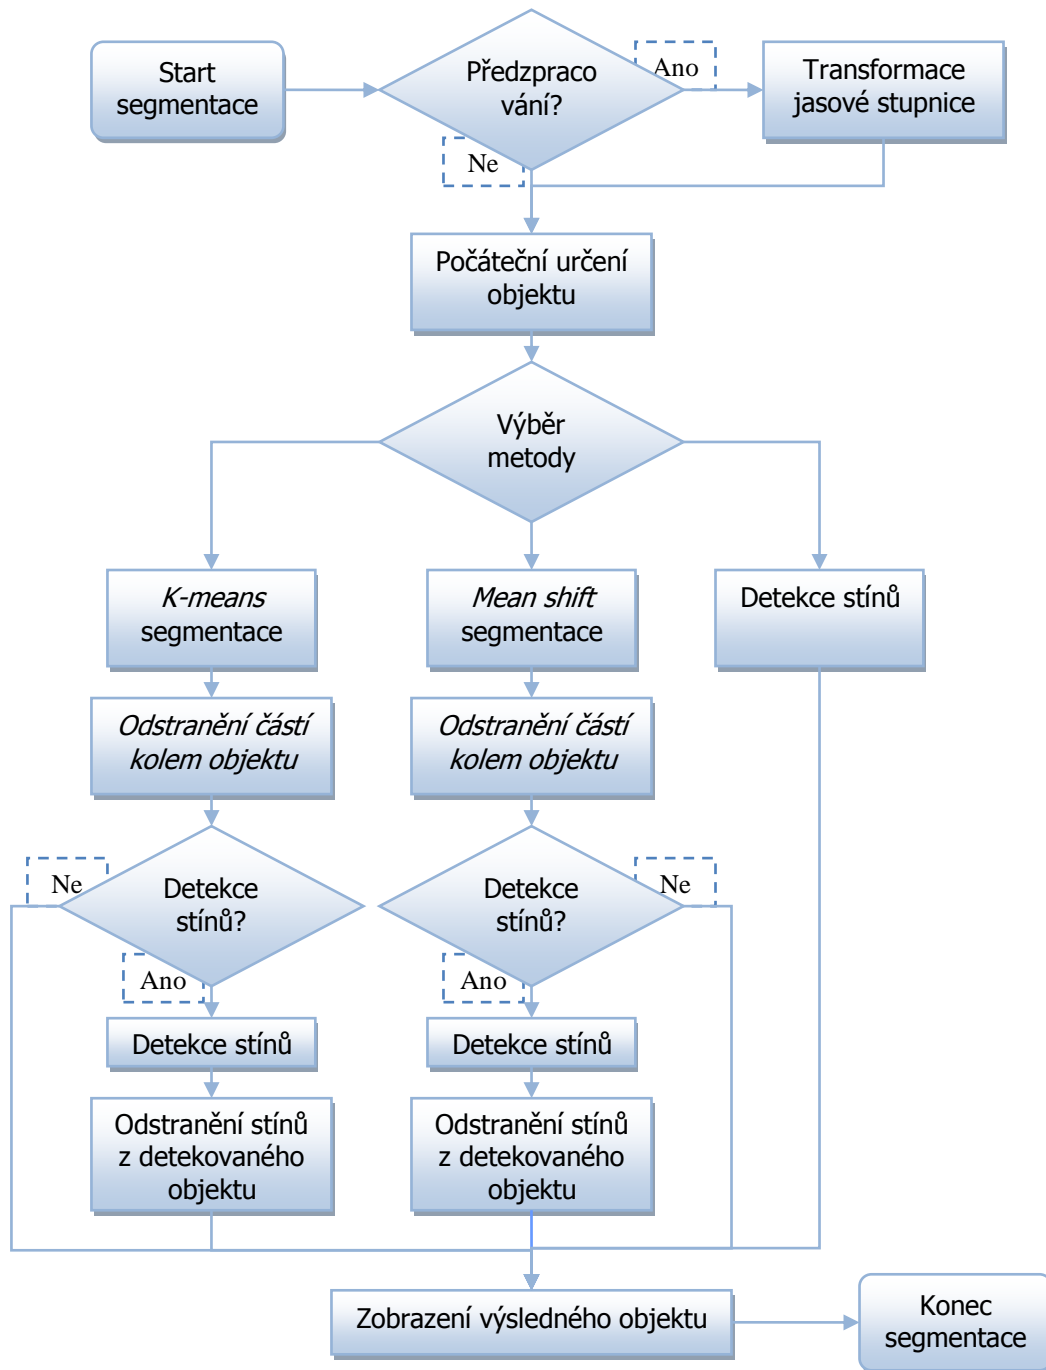 Start
segmentace
Předzpraco
vání?
Ano
Transformace
jasové stupnice
Ne
Počáteční určení
objektu
Výběr
metody
K-means
segmentace
Mean shift
segmentace
Detekce stínů
Odstranění částí
kolem objektu
Odstranění částí
kolem objektu
Ne
Detekce
stínů?
Detekce
stínů?
Ne
Ano
Ano
Detekce stínů
Detekce stínů
Odstranění stínů
z detekovaného
objektu
Odstranění stínů
z detekovaného
objektu
Zobrazení výsledného objektu
Konec
segmentace